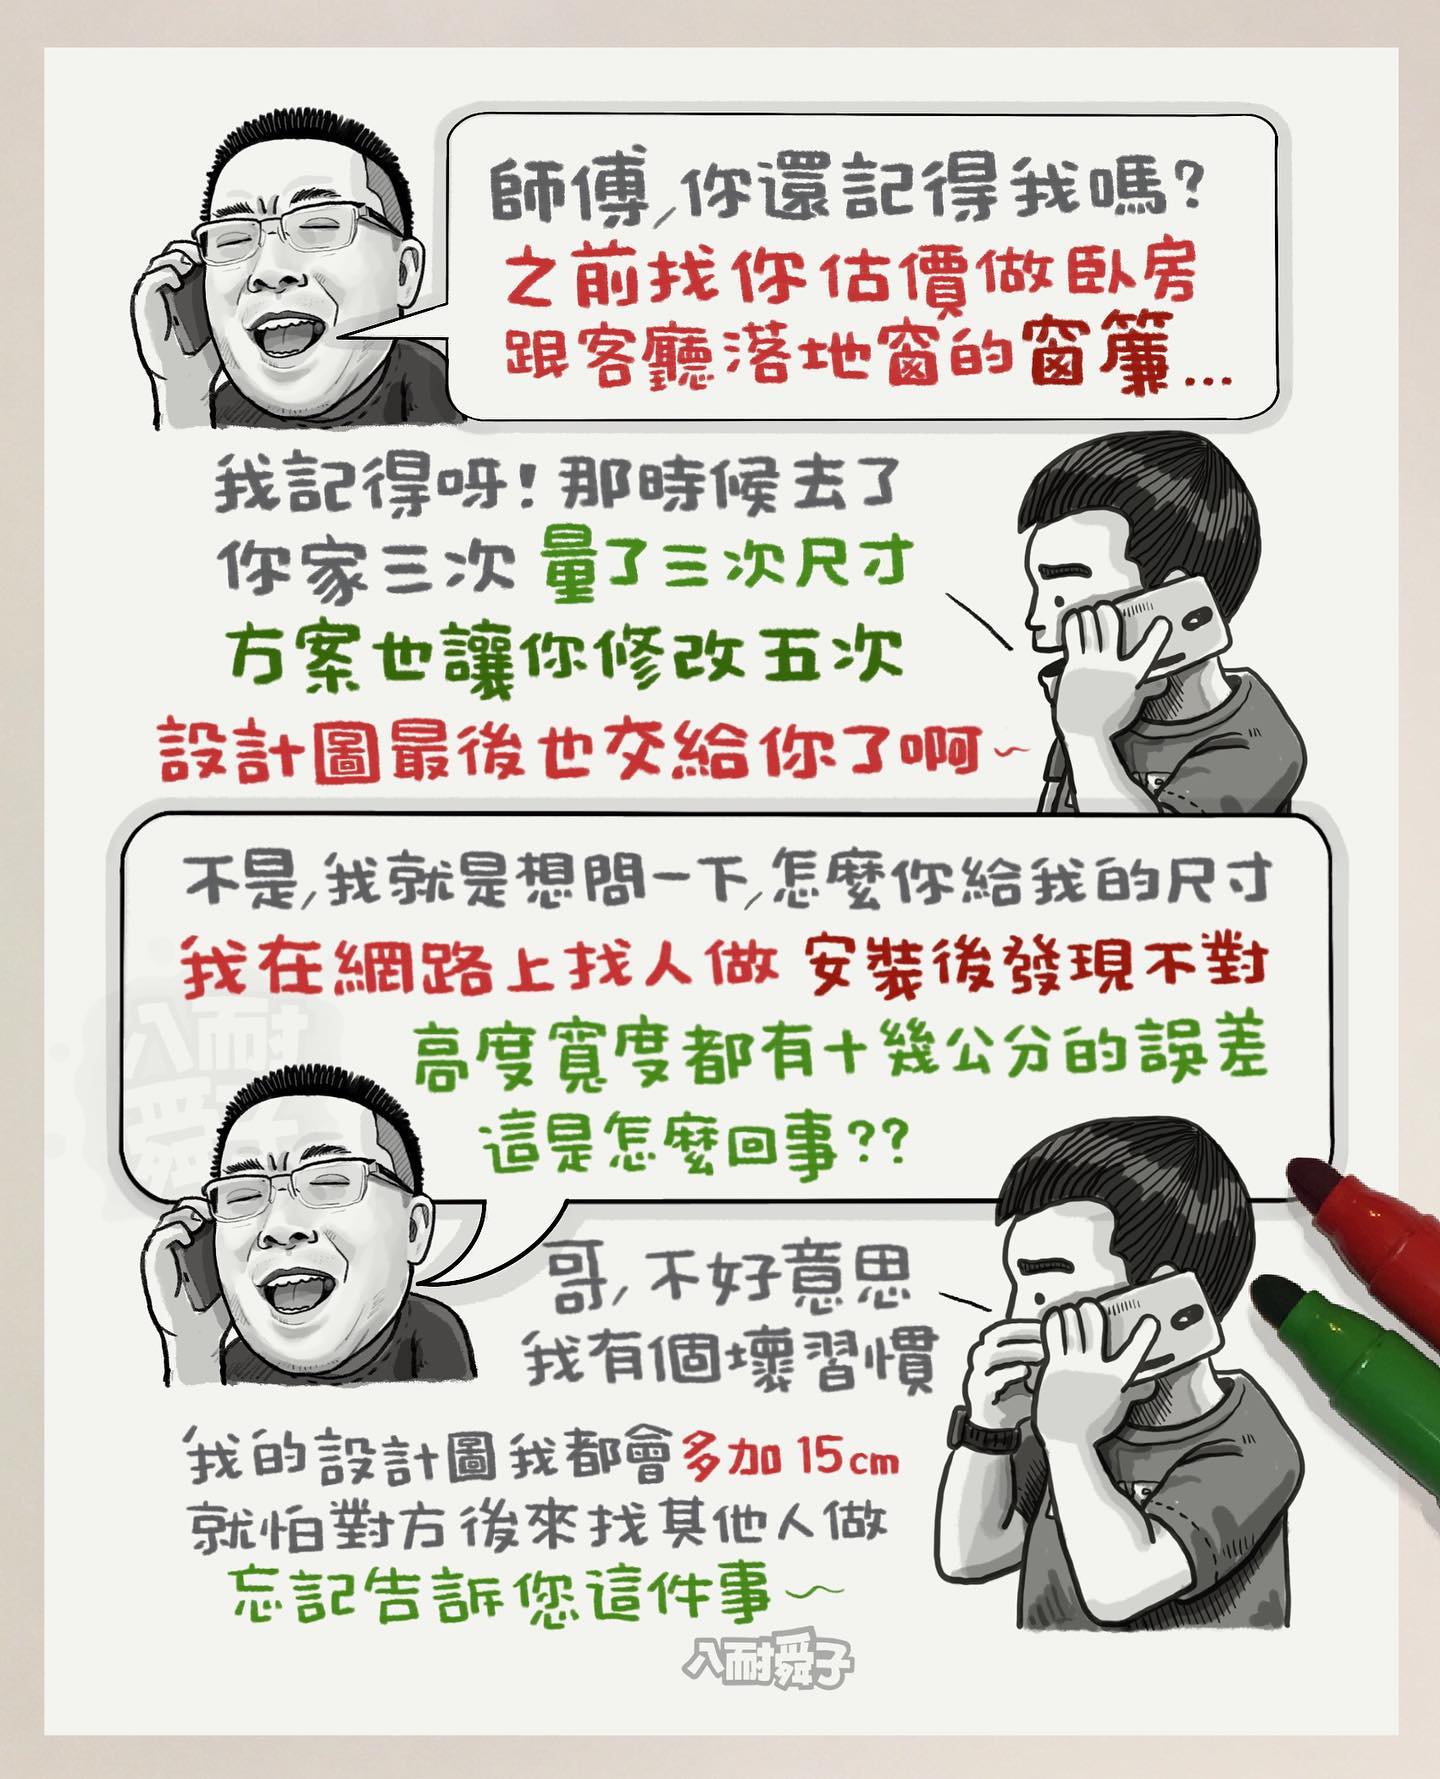 師傅,你還記得我嗎?
之前找你估價做臥房
跟客廳落地窗的窗簾...
我記得呀!那時候去了
你家三次 量了三次尺寸
方案也讓你修改五次
設計圖最後也交給你了啊~
不是,我就是想問一下,怎麼你給我的尺寸
我在網路上找人做 安裝後發現不對
高度寬度都有十幾公分的誤差
這是怎麼回事??
哥,不好意思
我有個壞習慣
我的設計圖我都會多加15cm
就怕對方後來找其他人做
忘記告訴您這件事~
八耐舜子
八耐舜子